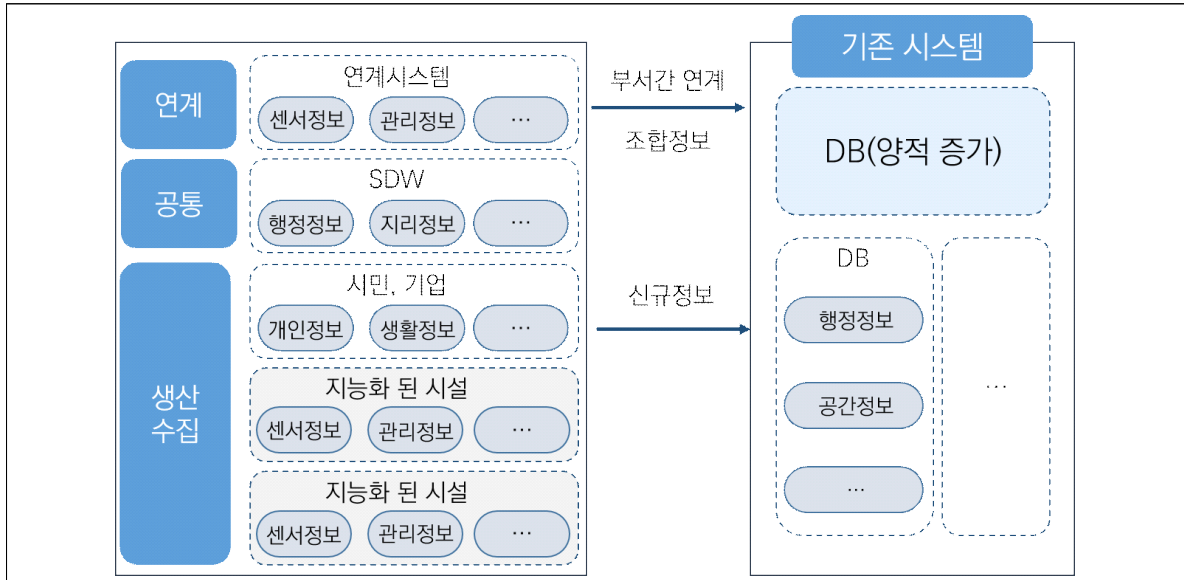 연계
연계시스템
센서정보
관리정보
…
공통
SDW
행정정보
지리정보
…
생산
수집
시민, 기업
개인정보
생활정보
…
지능화 된 시설
센서정보
관리정보
…
지능화 된 시설
센서정보
관리정보
…
부서간 연계
조합정보
신규정보
기존 시스템
DB(양적 증가)
DB
행정정보
공간정보
…
…